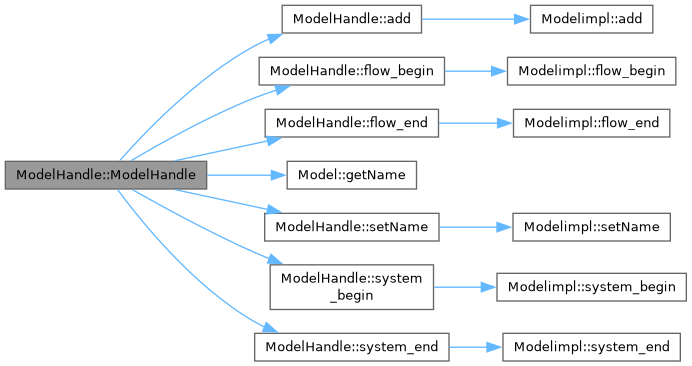 ModelHandle::add
Modelimpl::add
ModelHandle::flow_begin
Modelimpl::flow_begin
ModelHandle::flow_end
Modelimpl::flow_end
ModelHandle::ModelHandle
Model::getName
ModelHandle::setName
Modelimpl::setName
ModelHandle::system
_begin
Modelimpl::system_begin
ModelHandle::system_end
Modelimpl::system_end